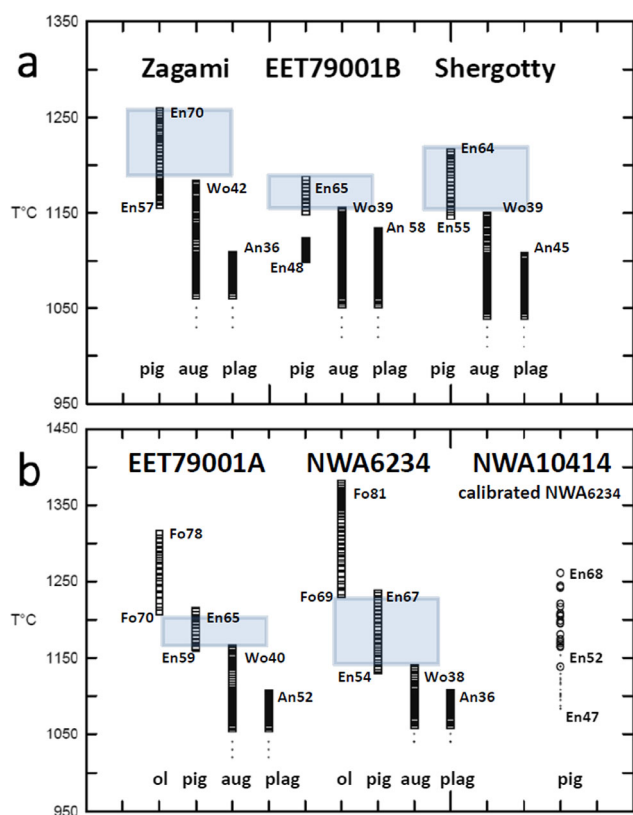 1350
a
Zagami EET79001B Shergotty
En70
1250
En64
En65
Wo42 Wo39 Wo39
T°C 1150 En57 An 58 En55
An36 An45
En48
1050
pig aug plag pig aug plag pig aug plag
950
1450
b
EET79001A NWA6234 NWA10414
calibrated NWA6234
Fo81
1350
Fo78
En68
1250
Fo70 En65 Fo69 En67
T°C
En59 Wo40 En54 Wo38 En52
1150
An52 An36 En47
1050
ol pig aug plag ol pig aug plag pig
950